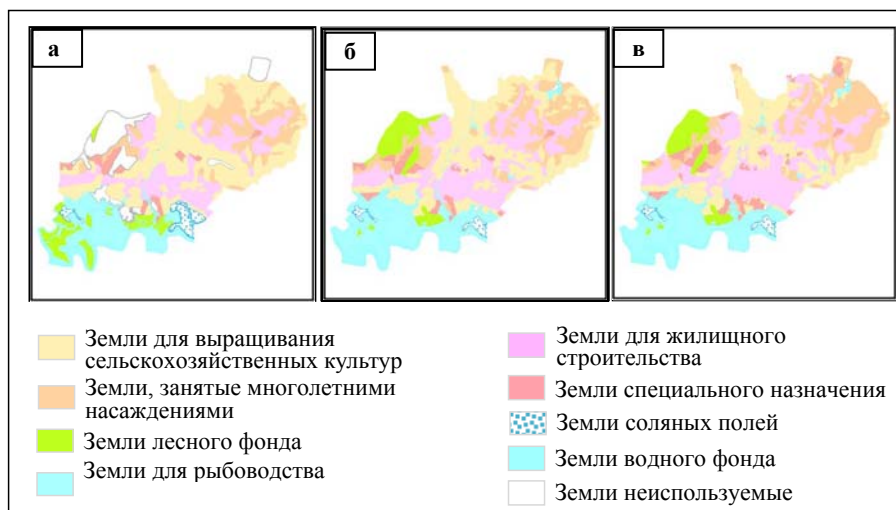 а
б
в
Земли для выращивания
сельскохозяйственных культур
Земли, занятые многолетними
насаждениями
Земли лесного фонда
Земли для рыбоводства
Земли для жилищного
строительства
Земли специального назначения
Земли соляных полей
Земли водного фонда
Земли неиспользуемые